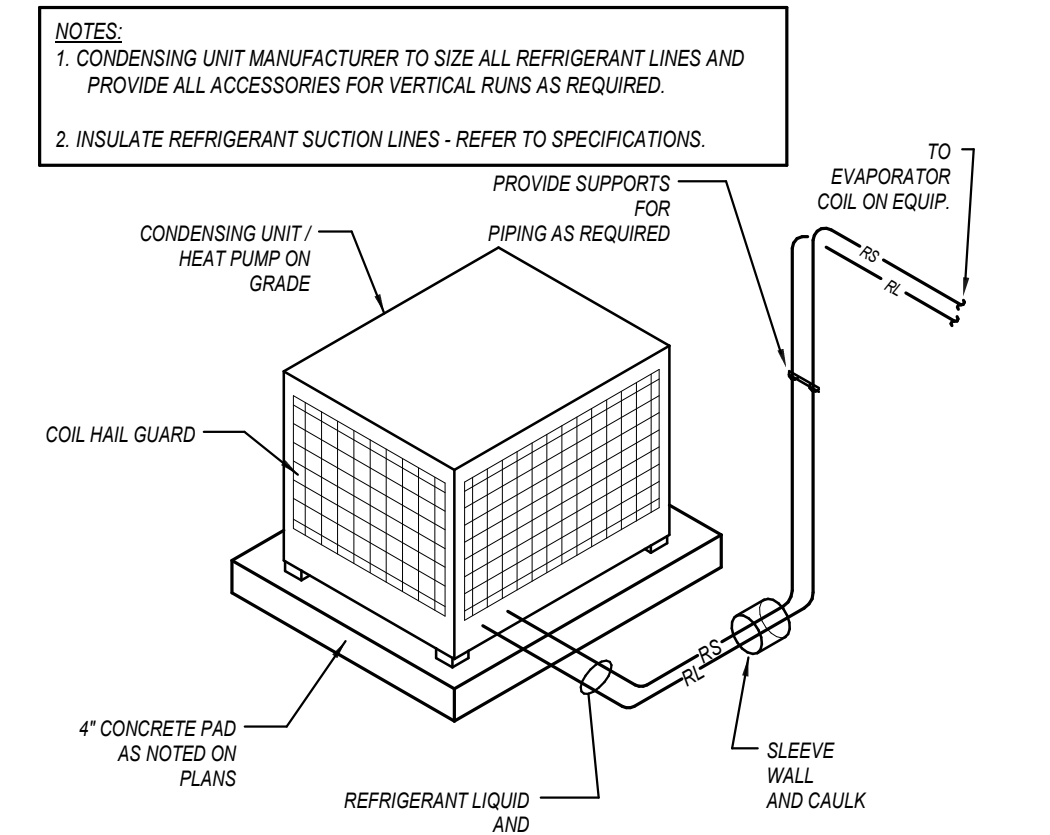 NOTES:
1. CONDENSING UNIT MANUFACTURER TO SIZE ALL REFRIGERANT LINES AND
PROVIDE ALL ACCESSORIES FOR VERTICAL RUNS AS REQUIRED.
2. INSULATE REFRIGERANT SUCTION LINES - REFER TO SPECIFICATIONS.
TO
EVAPORATOR
COIL ON EQUIP.
PROVIDE SUPPORTS
FOR
PIPING AS REQUIRED
CONDENSING UNIT /
HEAT PUMP ON
GRADE
RS
RL
COIL HAIL GUARD
RS
RL
4" CONCRETE PAD
AS NOTED ON
PLANS
SLEEVE
WALL
AND CAULK
REFRIGERANT LIQUID
AND